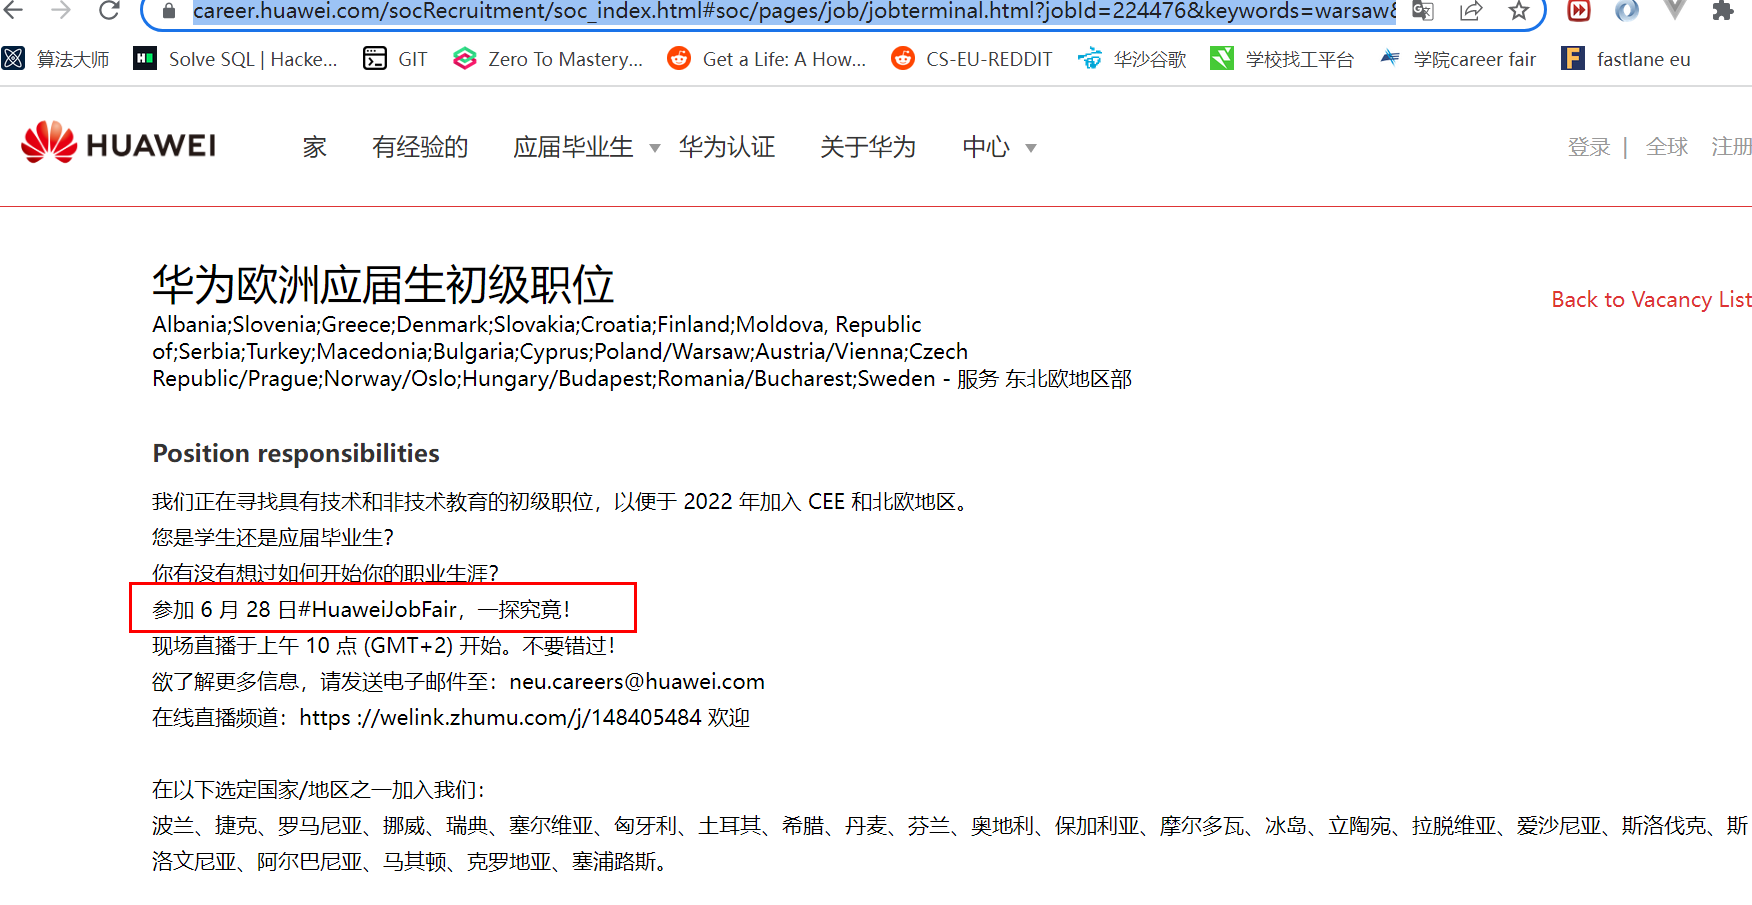 career.huawei.com/socRecruitment/soc_index.html#soc/pages/job/jobterminal.html?jobId=224476&keywords=warsaw&
算法大师 Solve SQL | Hacke... GIT Zero To Mastery... Get a Life: A How... CS-EU-REDDIT 华沙谷歌 学校找工平台 学院career fair fastlane eu
HUAWEI 家 有经验的 应届毕业生 华为认证 关于华为 中心 登录 | 全球 注册
华为欧洲应届生初级职位
Back to Vacancy List
Albania;Slovenia;Greece;Denmark;Slovakia;Croatia;Finland;Moldova, Republic
of;Serbia;Turkey;Macedonia;Bulgaria;Cyprus;Poland/Warsaw;Austria/Vienna;Czech
Republic/Prague;Norway/Oslo;Hungary/Budapest;Romania/Bucharest;Sweden - 服务 东北欧地区部
Position responsibilities
我们正在寻找具有技术和非技术教育的初级职位，以便于 2022 年加入 CEE 和北欧地区。
您是学生还是应届毕业生？
你有没有想过如何开始你的职业生涯？
参加 6 月 28 日#HuaweiJobFair，一探究竟！
现场直播于上午 10 点 (GMT+2) 开始。不要错过！
欲了解更多信息，请发送电子邮件至：neu.careers@huawei.com
在线直播频道：https ://welink.zhumu.com/j/148405484 欢迎
在以下选定国家/地区之一加入我们：
波兰、捷克、罗马尼亚、挪威、瑞典、塞尔维亚、匈牙利、土耳其、希腊、丹麦、芬兰、奥地利、保加利亚、摩尔多瓦、冰岛、立陶宛、拉脱维亚、爱沙尼亚、斯洛伐克、斯
洛文尼亚、阿尔巴尼亚、马其顿、克罗地亚、塞浦路斯。